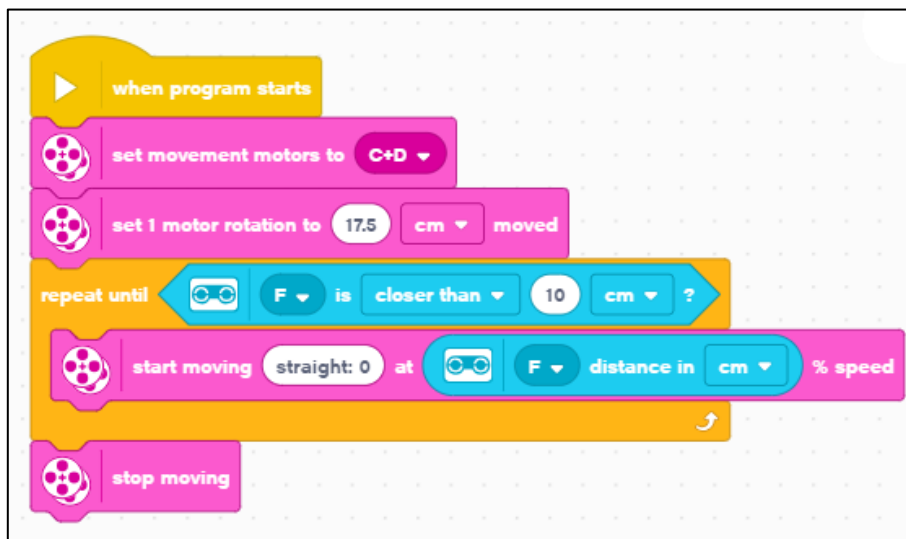 when program starts
set movement motors to C+D
set 1 motor rotation to 17.5 cm moved
repeat until F is closer than 10 cm ?
start moving straight: 0 at F distance in cm % speed
stop moving